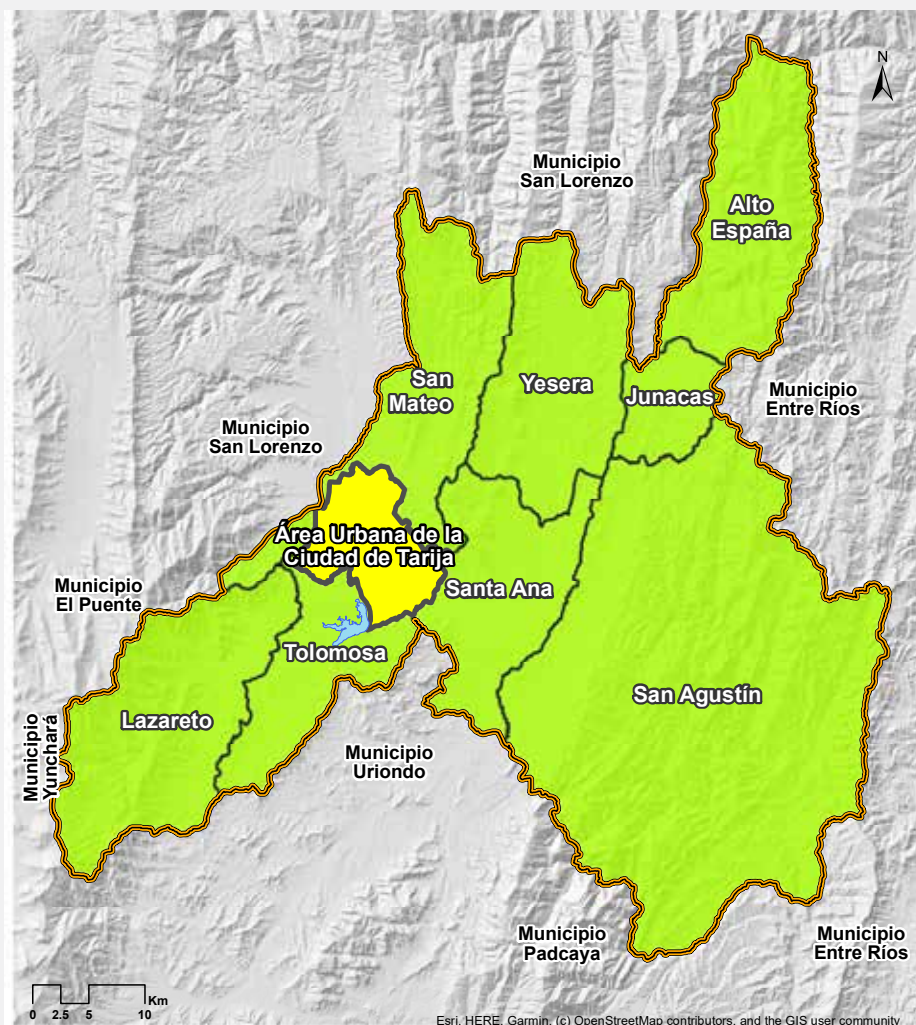 N
Municipio
San Lorenzo
Alto
España
San
Mateo
Yesera
Junacas
Municipio
Entre Ríos
Municipio
San Lorenzo
Área Urbana de la
Ciudad de Tarija
Santa Ana
Municipio
El Puente
Tolomosa
San Agustín
Lazareto
Municipio
Yunchará
Municipio
Uriondo
Municipio
Padcaya
Municipio
Entre Ríos
Km
0 2.5 5 10
Esri, HERE, Garmin, (c) OpenStreetMap contributors, and the GIS user community